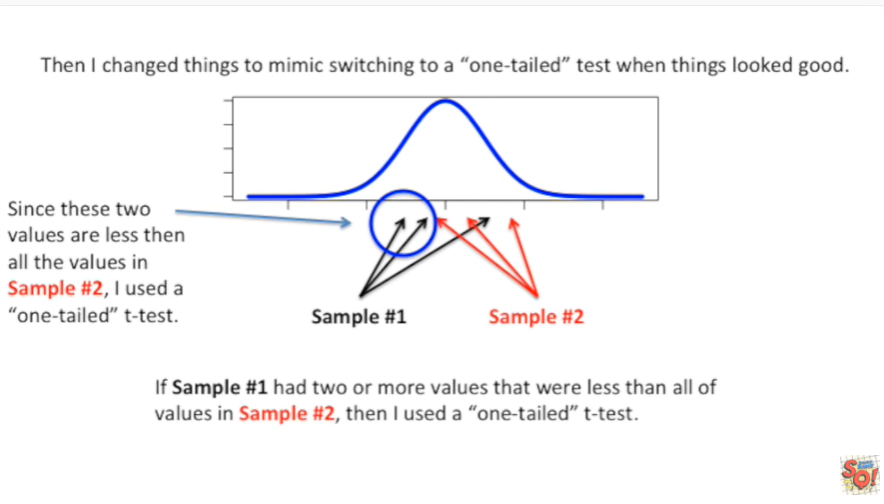 Then I changed things to mimic switching to a “one-tailed” test when things looked good.
Since these two
values are less then
all the values in
Sample #2, I used a
“one-tailed” t-test.
Sample #1
Sample #2
If Sample #1 had two or more values that were less than all of
values in Sample #2, then I used a “one-tailed” t-test.
SO!